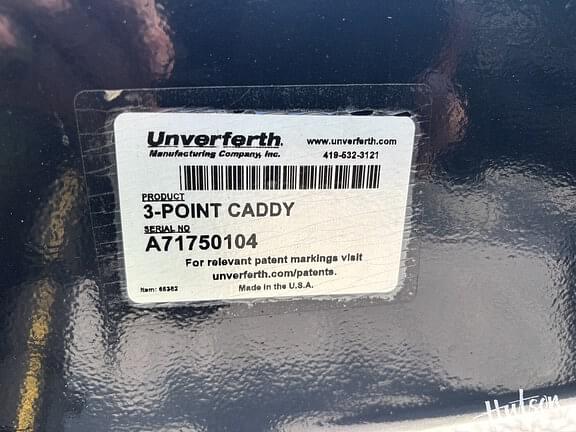 Unverferth.
Manufacturing Company, Inc.
www.unverferth.com
419-532-3121
PRODUCT
3-POINT CADDY
SERIAL NO
A71750104
For relevant patent markings visit
unverferth.com/patents.
Item: 65362
Made in the U.S.A.
Hutson